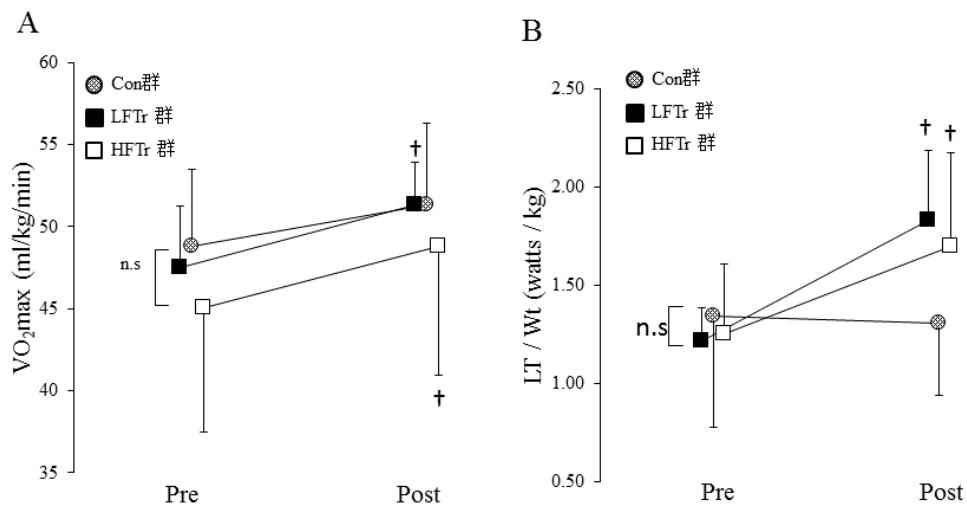 A
60
55
50
45
40
35
VO₂max (ml/kg/min)
Con群
LFTr 群
HFTr 群
n.s
†
†
Pre
Post
B
2.50
2.00
1.50
1.00
0.50
LT / Wt (watts / kg)
Con群
LFTr 群
HFTr 群
n.s
†
†
Pre
Post